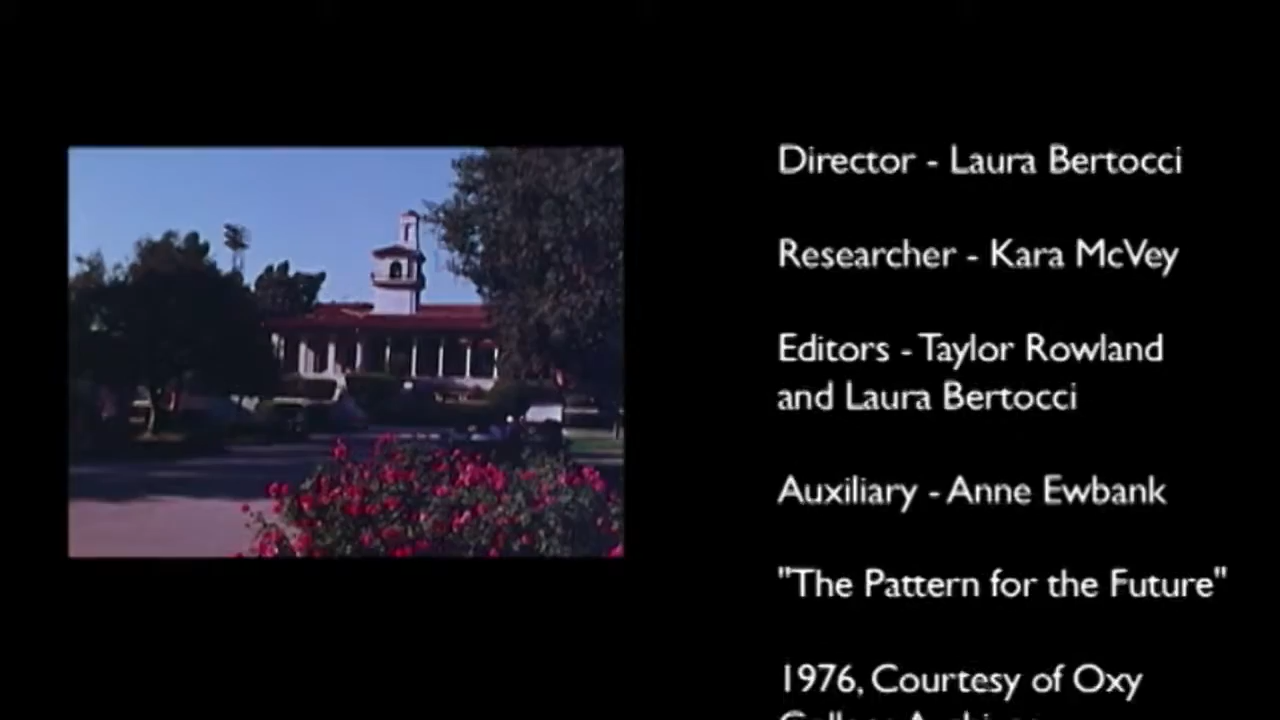 Director - Laura Bertocci
Researcher - Kara McVey
Editors - Taylor Rowland
and Laura Bertocci
Auxiliary - Anne Ewbank
"The Pattern for the Future"
1976, Courtesy of Oxy